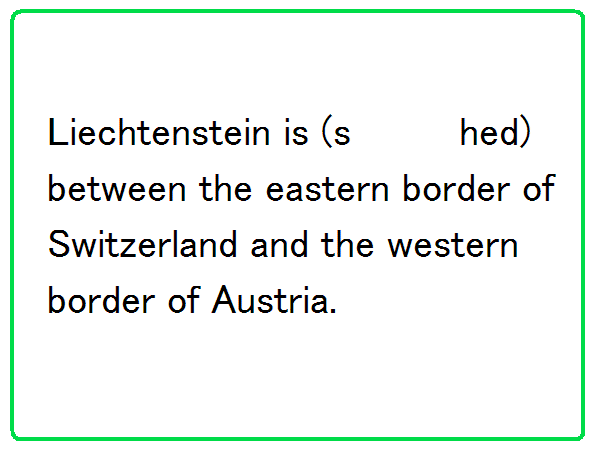 Liechtenstein is (s          hed)
between the eastern border of
Switzerland and the western
border of Austria.